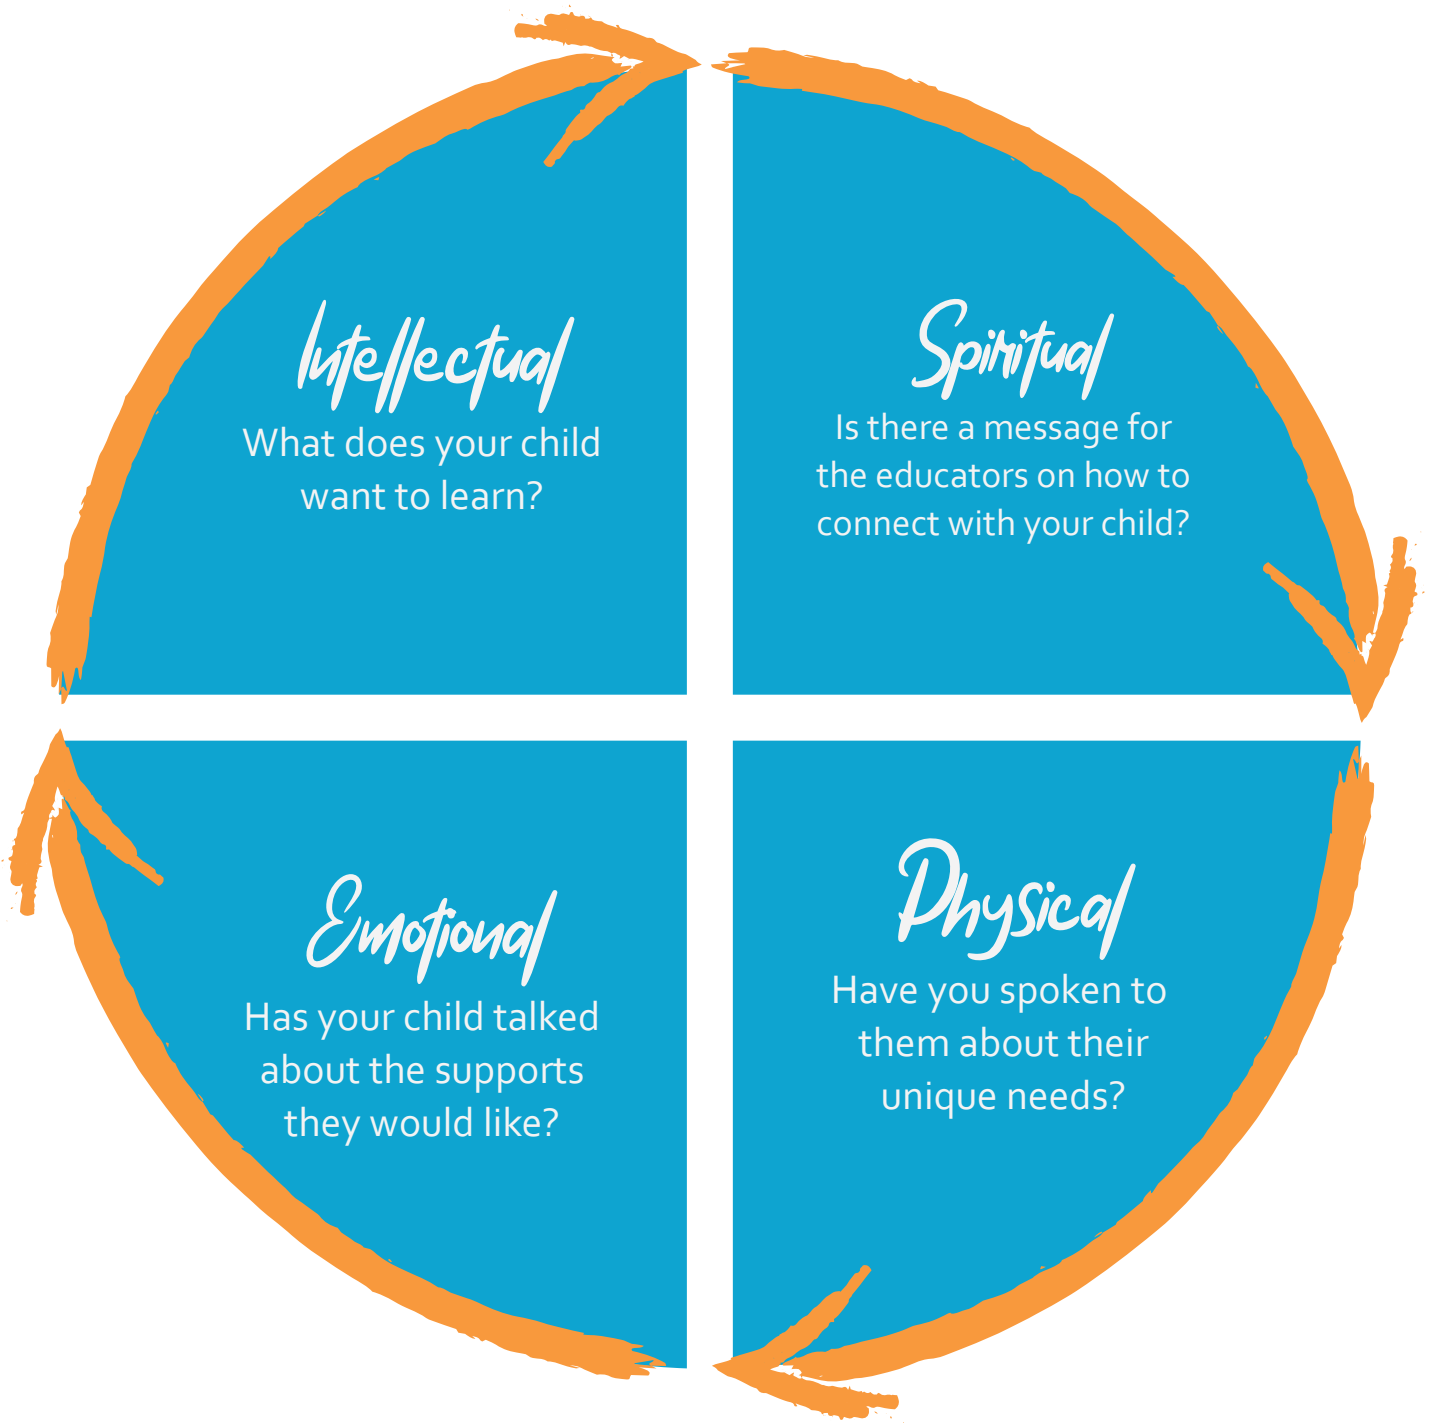 Intellectual
What does your child
want to learn?
Spiritual
Is there a message for
the educators on how to
connect with your child?
Emotional
Has your child talked
about the supports
they would like?
Physical
Have you spoken to
them about their
unique needs?